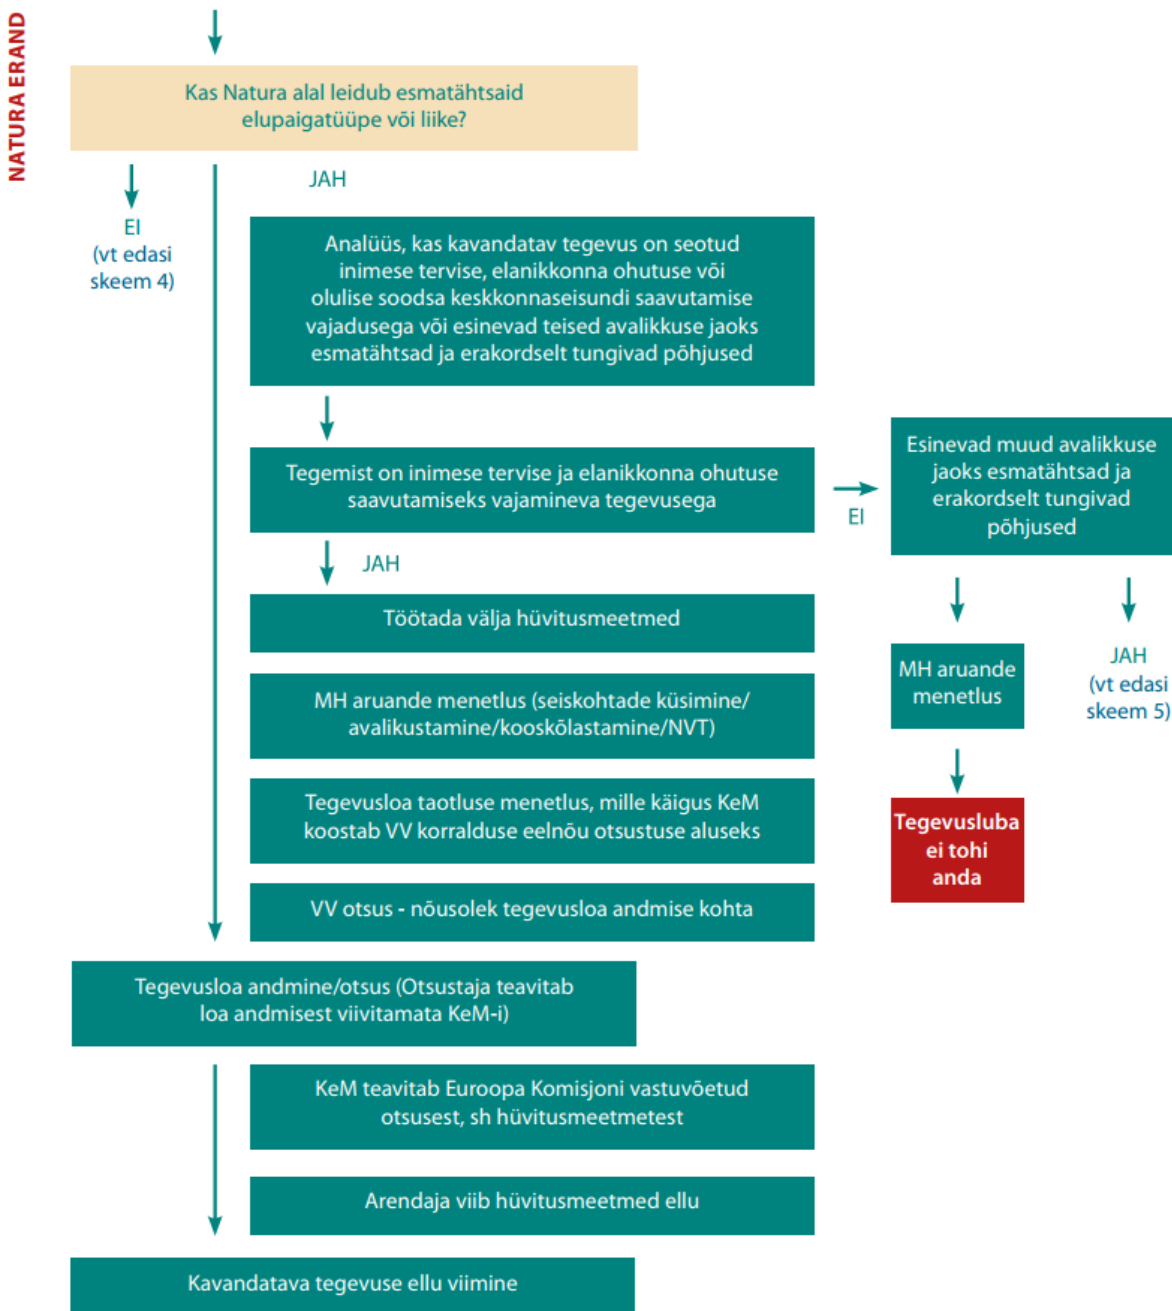 NATURA ERAND
Kas Natura alal leidub esmatähtsaid
elupaigatüüpe või liike?
EI
(vt edasi
skeem 4)
JAH
Analüüs, kas kavandatav tegevus on seotud
inimese tervise, elanikkonna ohutuse või
olulise soodsa keskkonnaseisundi saavutamise
vajadusega või esinevad teised avalikkuse jaoks
esmatähtsad ja erakordselt tungivad põhjused
Tegemist on inimese tervise ja elanikkonna ohutuse
saavutamiseks vajamineva tegevusega
EI
Esinevad muud avalikkuse
jaoks esmatähtsad ja
erakordselt tungivad
põhjused
JAH
Töötada välja hüvitusmeetmed
MH aruande
menetlus
JAH
(vt edasi
skeem 5)
MH aruande menetlus (seiskohtade küsimine/
avalikustamine/kooskõlastamine/NVT)
Tegevusloa taotluse menetlus, mille käigus KeM
koostab VV korralduse eelnõu otsustuse aluseks
Tegevusluba
ei tohi
anda
VV otsus - nõusolek tegevusloa andmise kohta
Tegevusloa andmine/otsus (Otsustaja teavitab
loa andmisest viivitamata KeM-i)
KeM teavitab Euroopa Komisjoni vastuvõetud
otsusest, sh hüvitusmeetmetest
Arendaja viib hüvitusmeetmed ellu
Kavandatava tegevuse ellu viimine